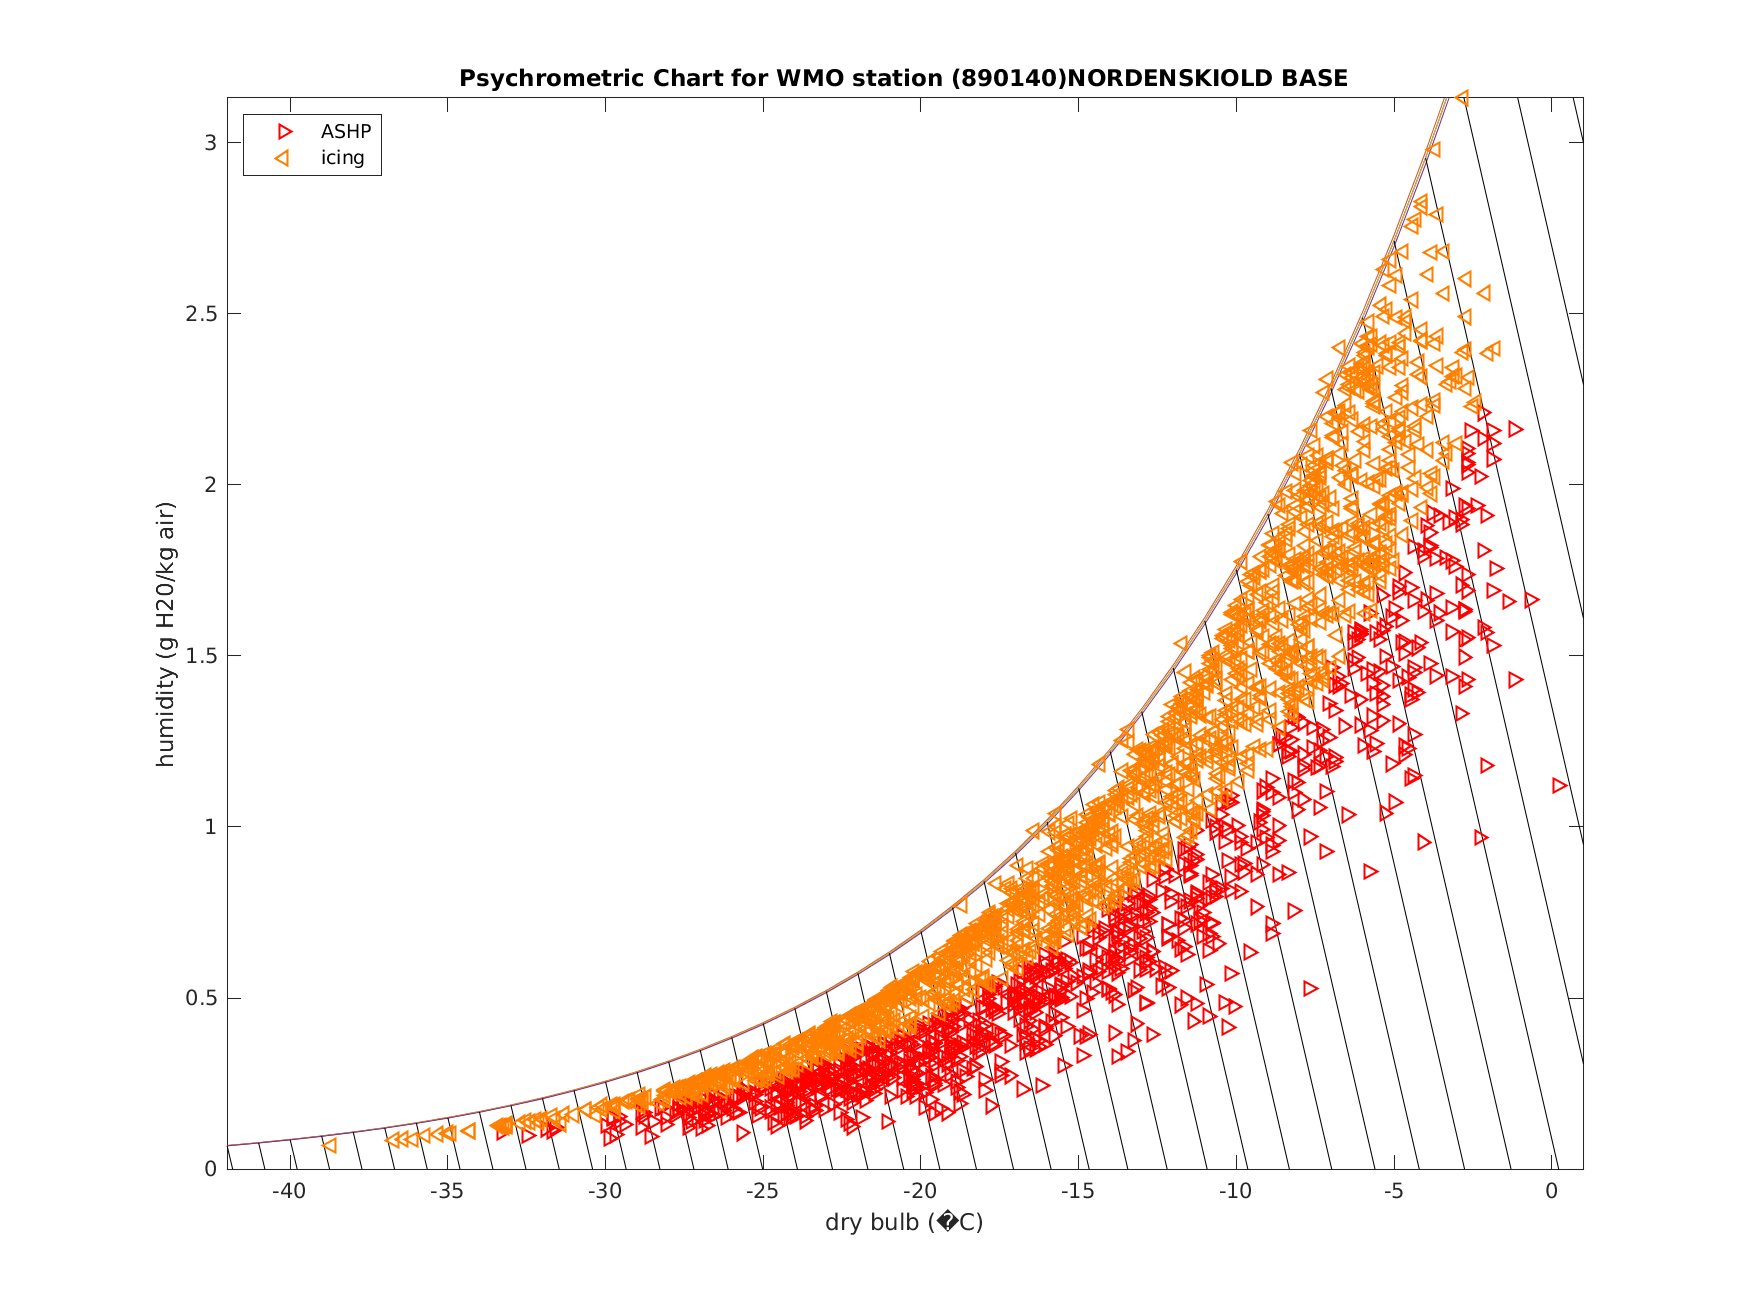 Psychrometric Chart for WMO station (890140)NORDENSKIOLD BASE
ASHP
icing
3
2.5
2
1.5
1
0.5
0
humidity (g H20/kg air)
-40 -35 -30 -25 -20 -15 -10 -5 0
dry bulb (�C)